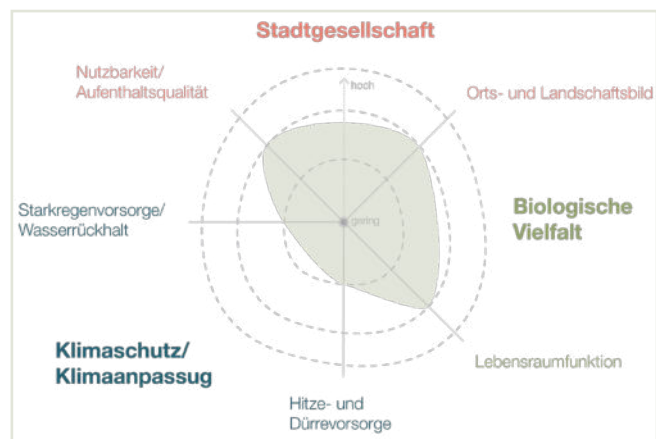 Stadtgesellschaft
Nutzbarkeit/
Aufenthaltsqualität
hoch
Orts- und Landschaftsbild
Starkregenvorsorge/
Wasserrückhalt
gering
Biologische
Vielfalt
Klimaschutz/
Klimaanpassug
Lebensraumfunktion
Hitze- und
Dürrevorsorge